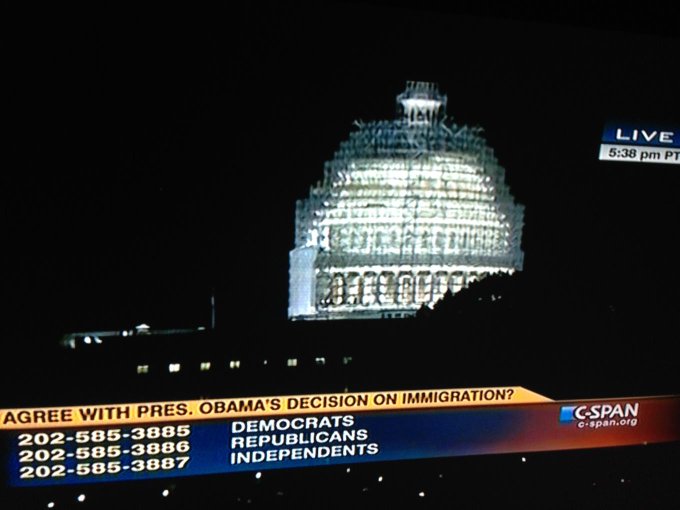 LIVE
5:38 pm PT
AGREE WITH PRES. OBAMA'S DECISION ON IMMIGRATION?
202-585-3885 DEMOCRATS
202-585-3886 REPUBLICANS
202-585-3887 INDEPENDENTS
C-SPAN
c-span.org